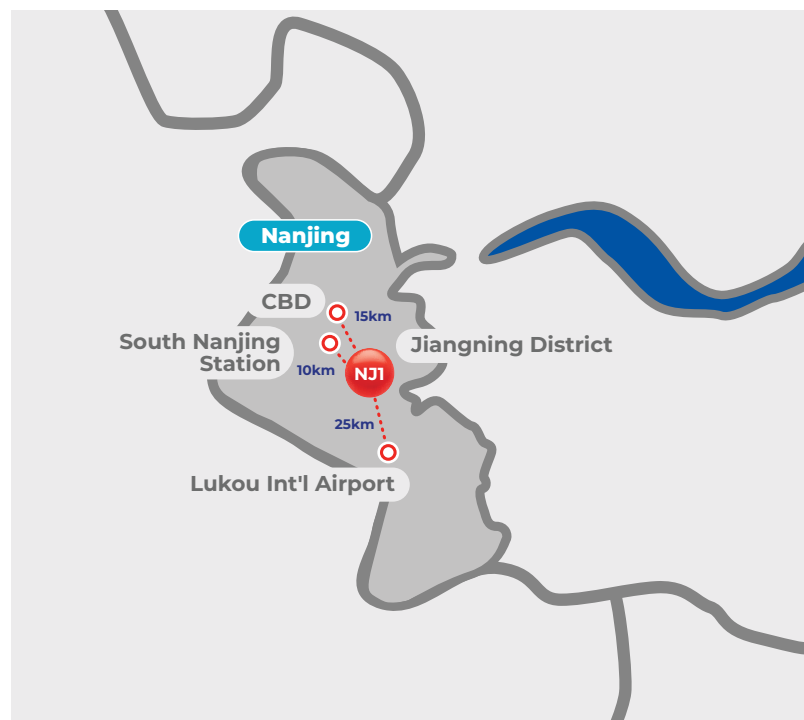 Nanjing
CBD
15km
South Nanjing
Station
Jiangning District
10km
NJ1
25km
Lukou Int'l Airport